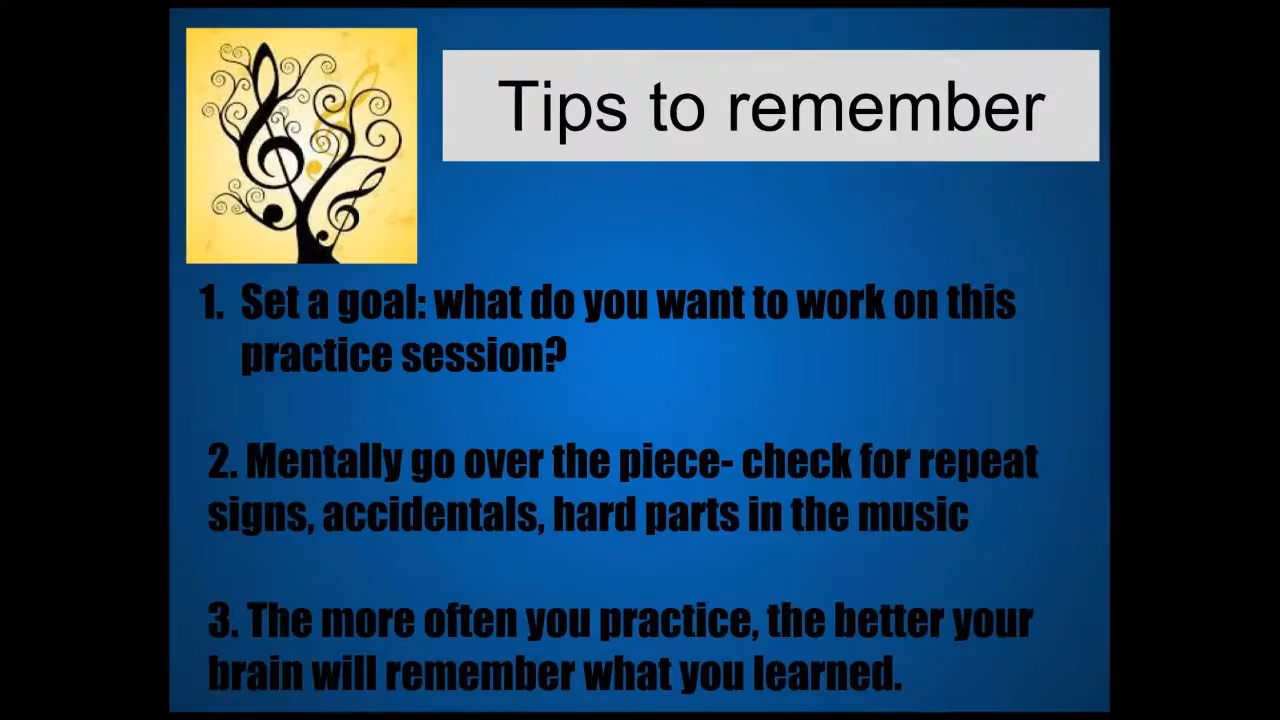 Tips to remember
1. Set a goal: what do you want to work on this
practice session?
2. Mentally go over the piece- check for repeat
signs, accidentals, hard parts in the music
3. The more often you practice, the better your
brain will remember what you learned.